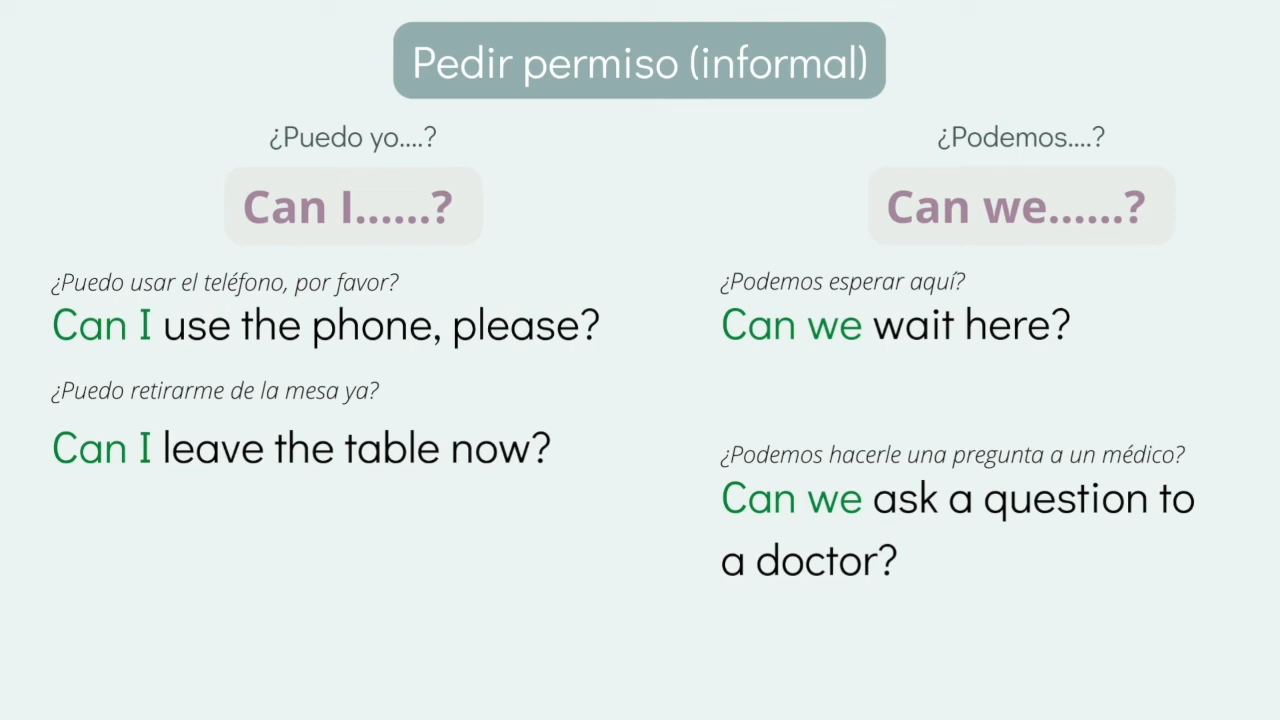 Pedir permiso (informal)
¿Puedo yo....?
Can I......?
¿Puedo usar el teléfono, por favor?
Can I use the phone, please?
¿Puedo retirarme de la mesa ya?
Can I leave the table now?
¿Podemos....?
Can we......?
¿Podemos esperar aquí?
Can we wait here?
¿Podemos hacerle una pregunta a un médico?
Can we ask a question to
a doctor?